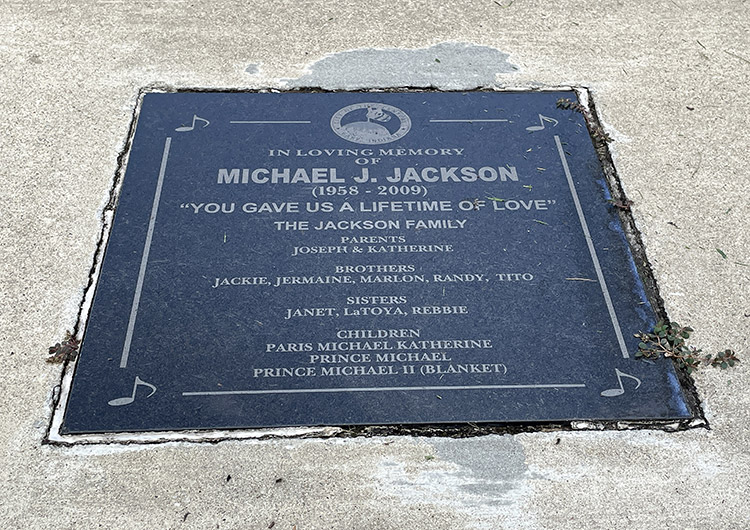 IN LOVING MEMORY
OF
MICHAEL J. JACKSON
(1958 - 2009)
“YOU GAVE US A LIFETIME OF LOVE”
THE JACKSON FAMILY
PARENTS
JOSEPH & KATHERINE
BROTHERS
JACKIE, JERMAINE, MARLON, RANDY, TITO
SISTERS
JANET, LaTOYA, REBBIE
CHILDREN
PARIS MICHAEL KATHERINE
PRINCE MICHAEL
PRINCE MICHAEL II (BLANKET)